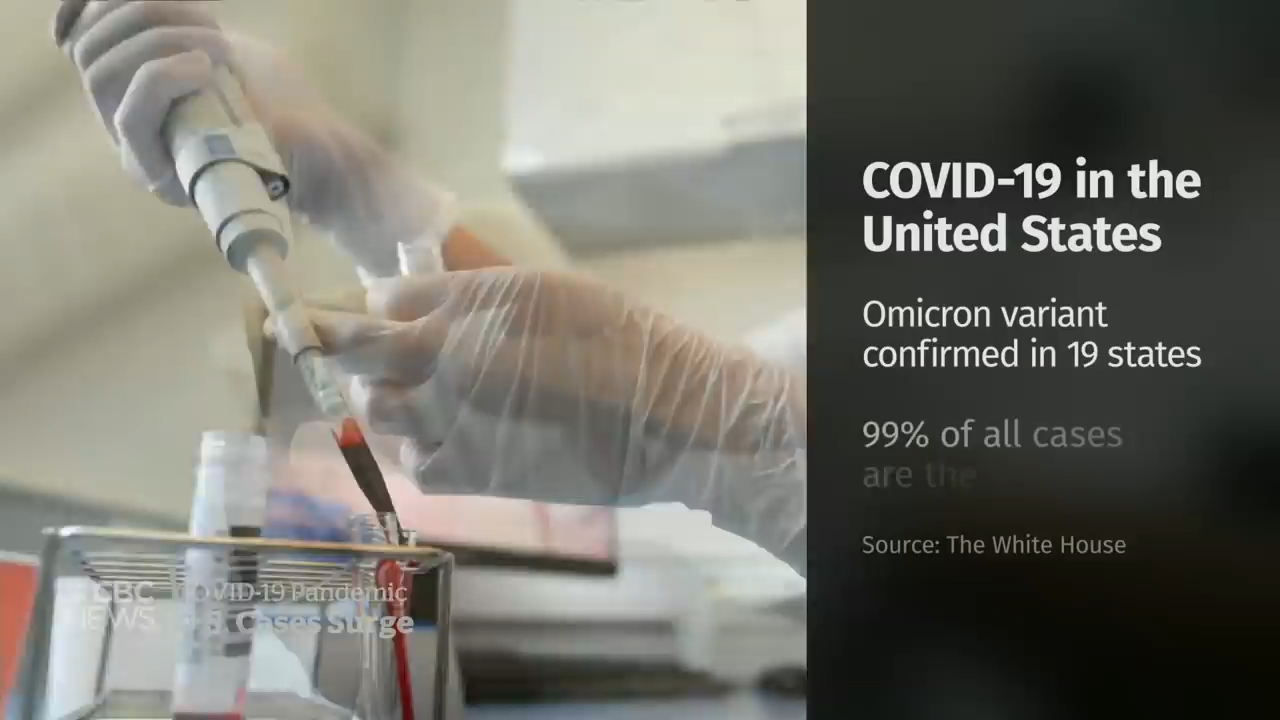 COVID-19 in the
United States
Omicron variant
confirmed in 19 states
99% of all cases
are the
Source: The White House
CBC
NEWS
COVID-19 Pandemic
Cases Surge